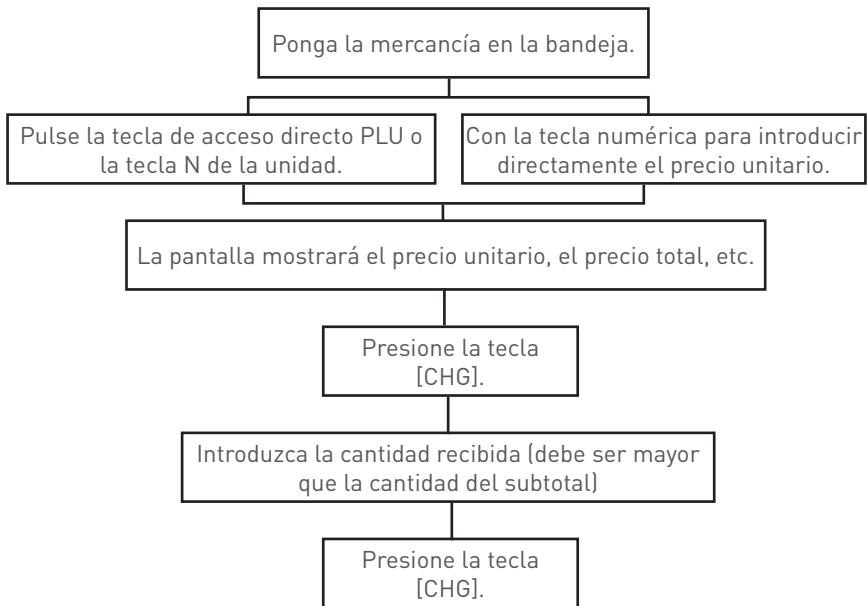 Ponga la mercancía en la bandeja.
Pulse la tecla de acceso directo PLU o
la tecla N de la unidad.
Con la tecla numérica para introducir
directamente el precio unitario.
La pantalla mostrará el precio unitario, el precio total, etc.
Presione la tecla
[CHG].
Introduzca la cantidad recibida (debe ser mayor
que la cantidad del subtotal)
Presione la tecla
[CHG].